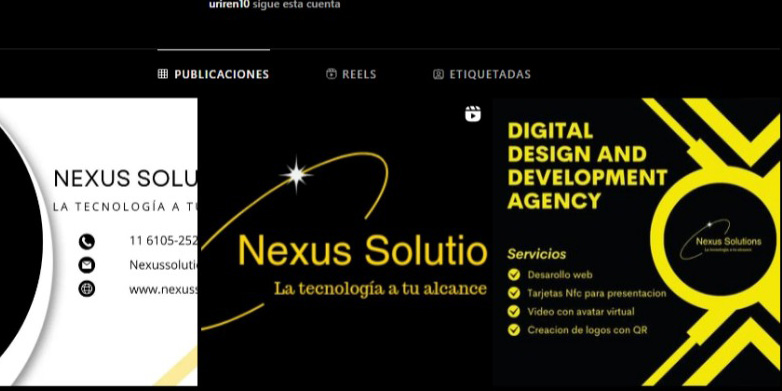 uriren10 sigue esta cuenta
PUBLICACIONES
REELS
ETIQUETADAS
NEXUS SOLU
LA TECNOLOGÍA A TU
11 6105-252
Nexussoluti
www.nexuss
Nexus Solutio
La tecnología a tu alcance
DIGITAL
DESIGN AND
DEVELOPMENT
AGENCY
Servicios
Desarollo web
Tarjetas Nfc para presentacion
Video con avatar virtual
Creacion de logos con QR
Nexus Solutions
La tecnología a tu alcance